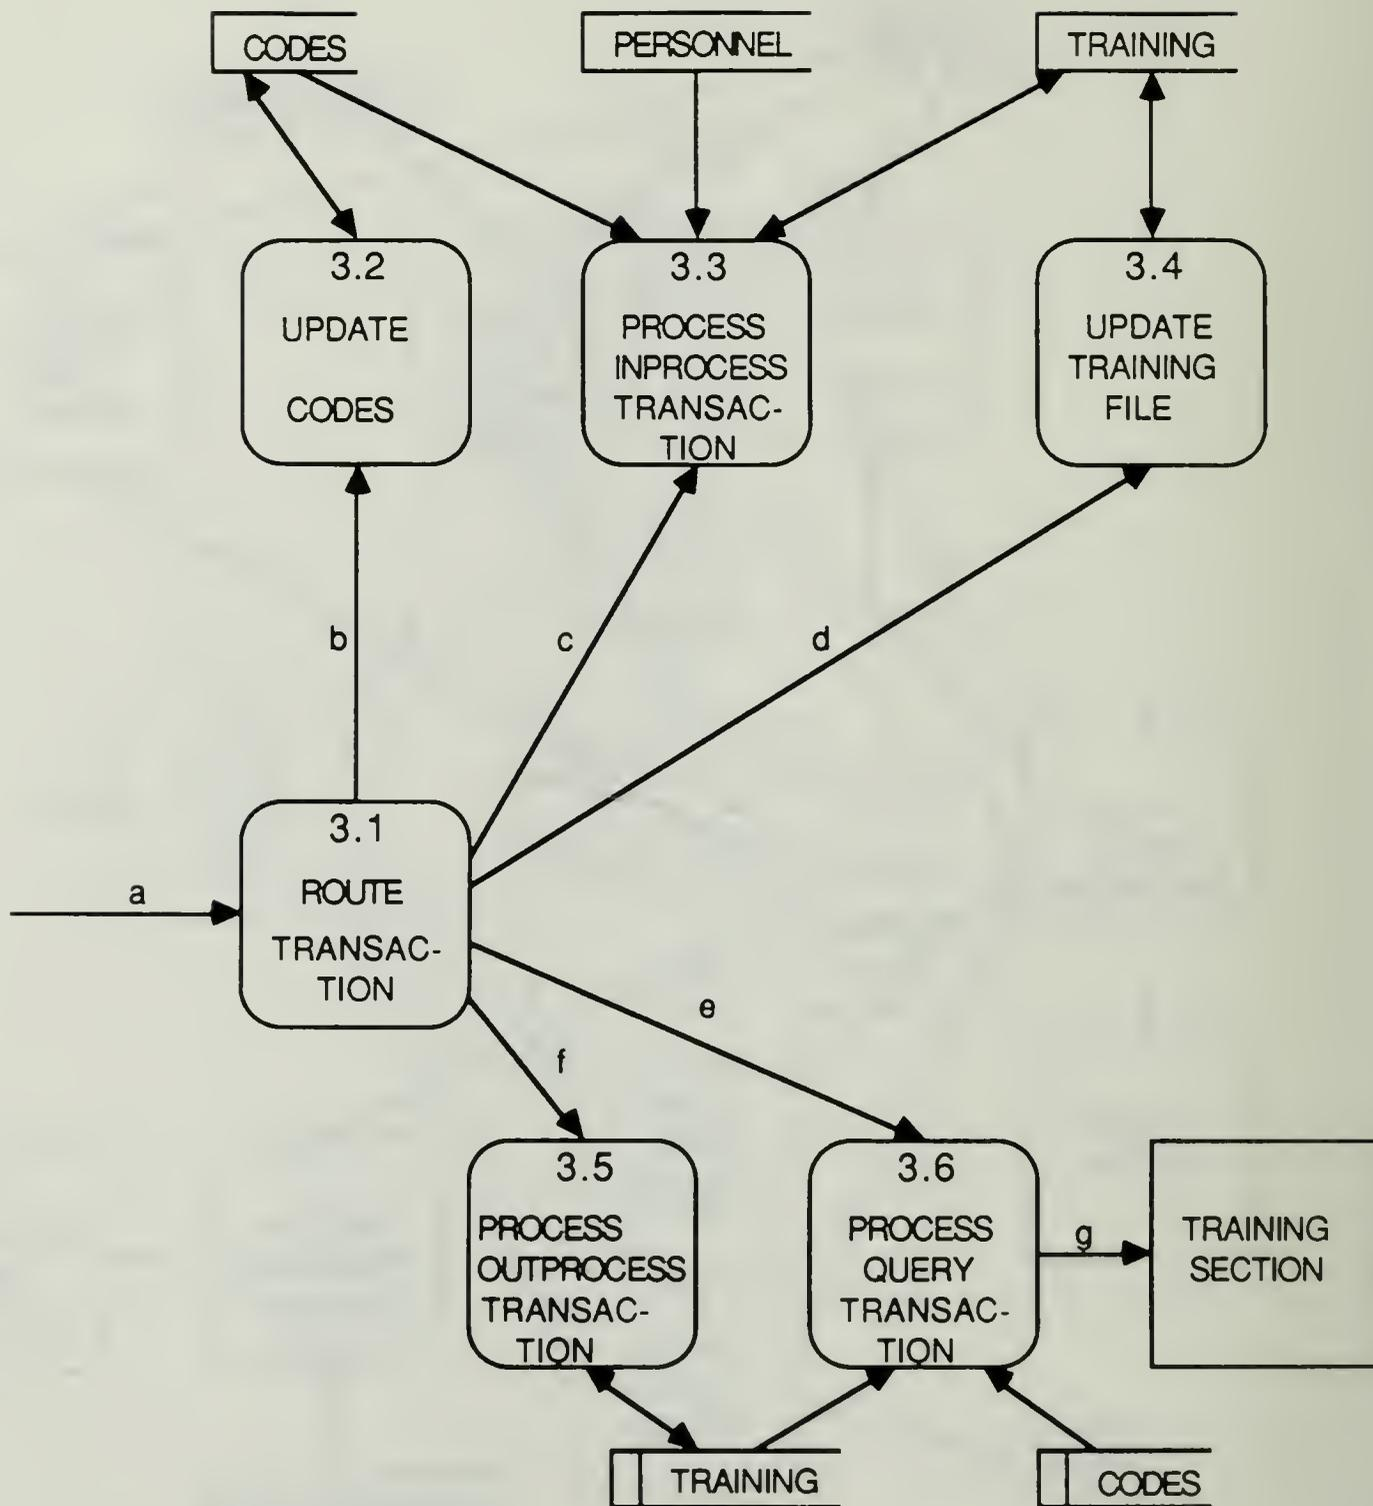 CODES
PERSONNEL
TRAINING
3.2
UPDATE
CODES
3.3
PROCESS
INPROCESS
TRANSAC-
TION
3.4
UPDATE
TRAINING
FILE
b
c
d
a
3.1
ROUTE
TRANSAC-
TION
e
f
3.5
PROCESS
OUTPROCESS
TRANSAC-
TION
3.6
PROCESS
QUERY
TRANSAC-
TION
g
TRAINING
SECTION
TRAINING
CODES